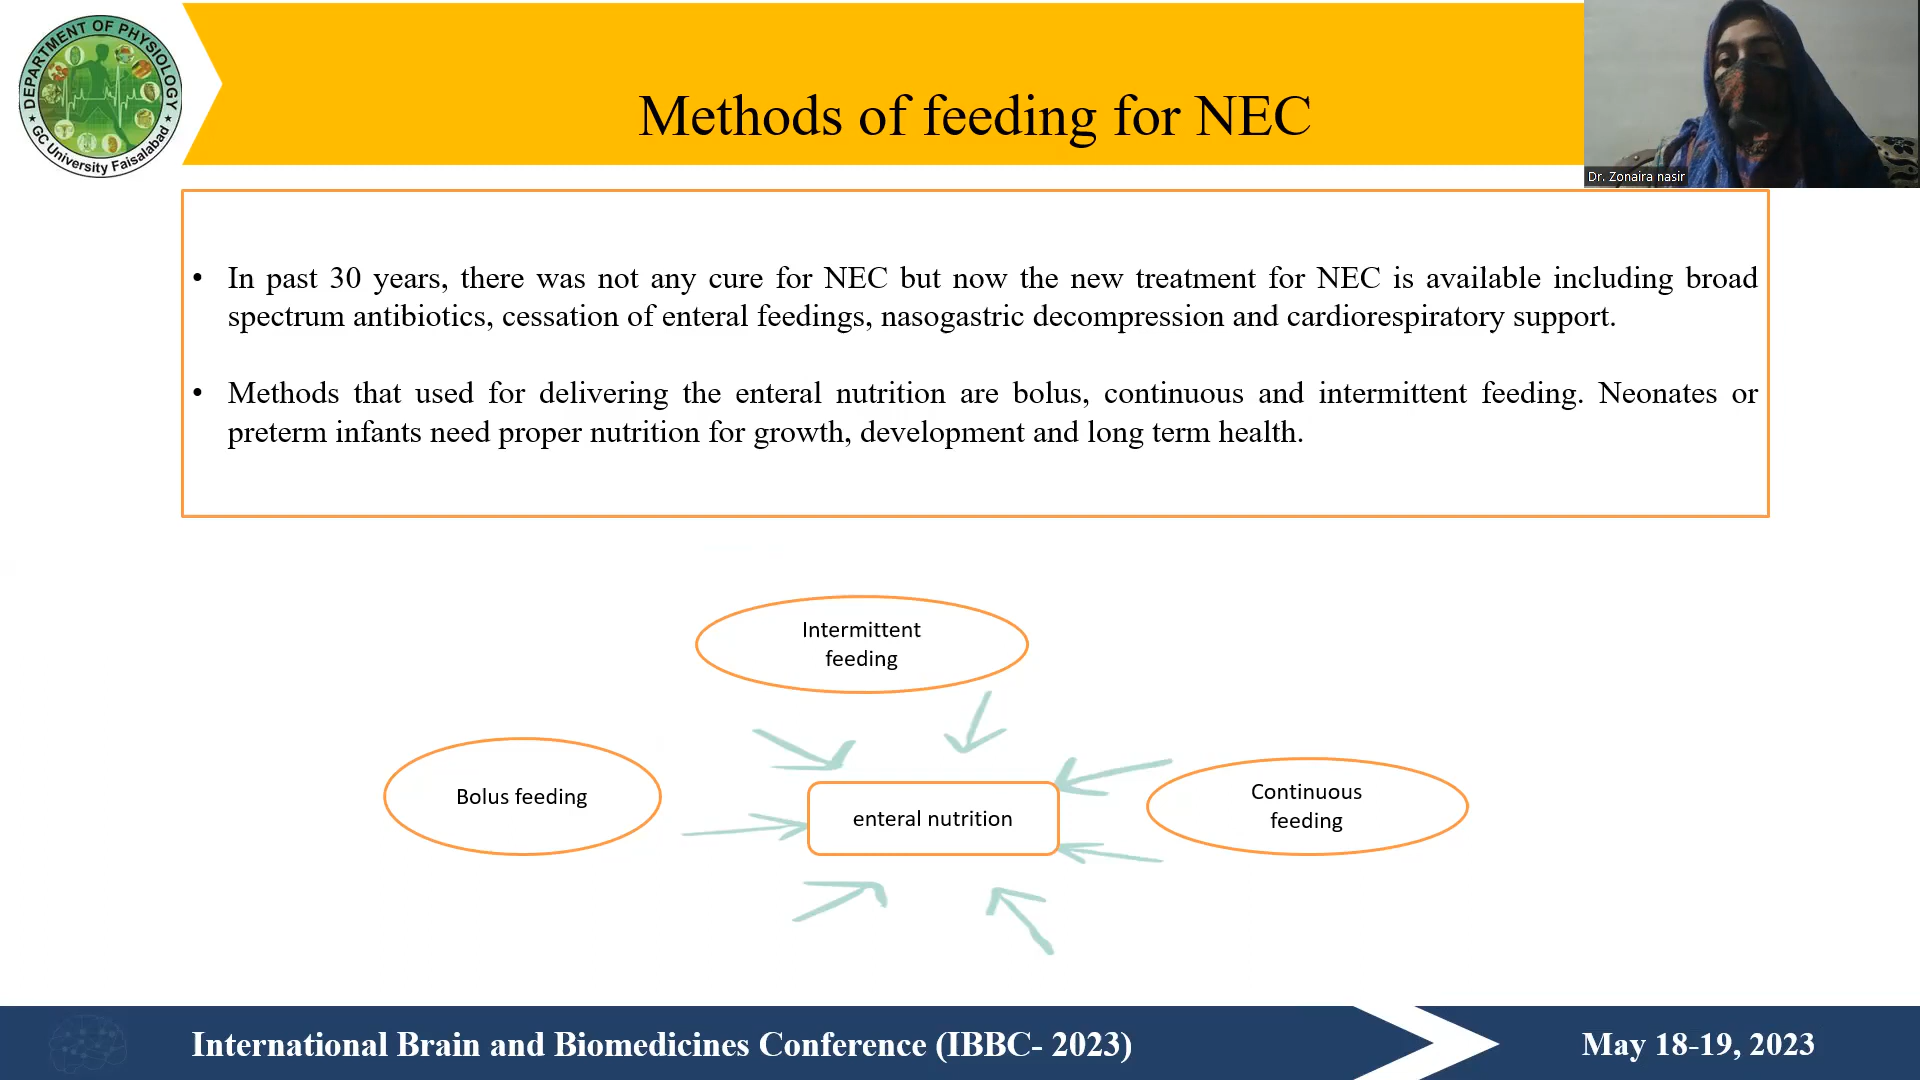 DEPARTMENT OF PHYSIOLOGY
GC University Faisalabad
Methods of feeding for NEC
Dr. Zonaira nasir
• In past 30 years, there was not any cure for NEC but now the new treatment for NEC is available including broad
spectrum antibiotics, cessation of enteral feedings, nasogastric decompression and cardiorespiratory support.
• Methods that used for delivering the enteral nutrition are bolus, continuous and intermittent feeding. Neonates or
preterm infants need proper nutrition for growth, development and long term health.
Intermittent
feeding
Bolus feeding
enteral nutrition
Continuous
feeding
International Brain and Biomedicines Conference (IBBC- 2023)
May 18-19, 2023